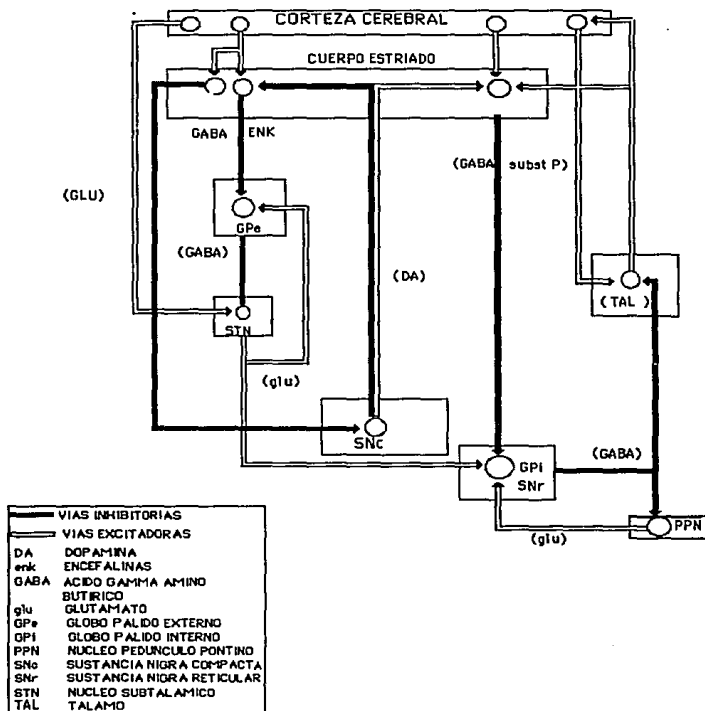 CORTEZA CEREBRAL
CUERPO ESTRIADO
GABA ENK
(GABA subst P)
(GLU)
GPe
(GABA)
(DA)
(TAL)
STN
(glu)
SNc
GPi
SNr
(GABA)
(glu)
PPN
VIAS INHIBITORIAS
VIAS EXCITADORAS
DA DOPAMINA
enk ENCEFALINAS
GABA ACIDO GAMMA AMINO
BUTIRICO
glu GLUTAMATO
GPe GLOBO PALIDO EXTERNO
GPi GLOBO PALIDO INTERNO
PPN NUCLEO PEDUNCULO PONTINO
SNc SUSTANCIA NIGRA COMPACTA
SNr SUSTANCIA NIGRA RETICULAR
STN NUCLEO SUBTALAMICO
TAL TALAMO